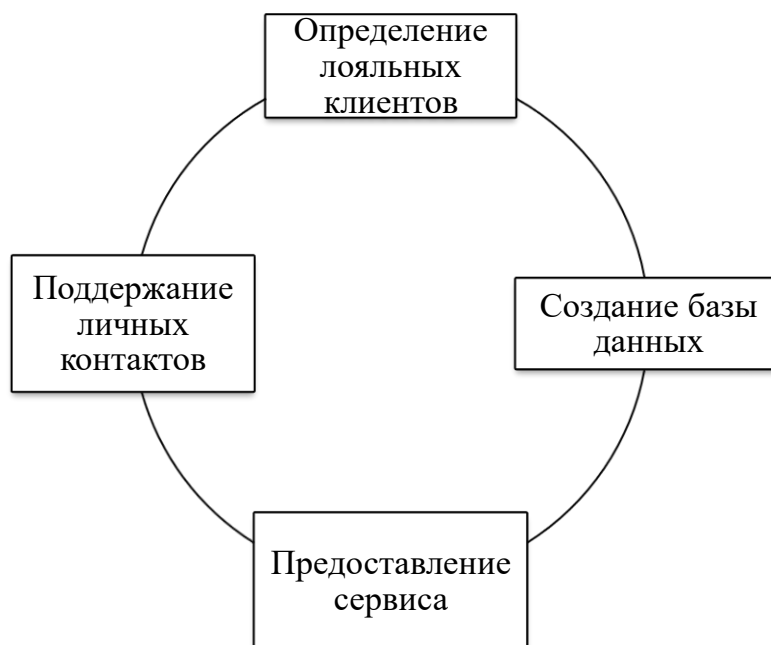 Определение
лояльных
клиентов
Поддержание
личных
контактов
Создание базы
данных
Предоставление
сервиса